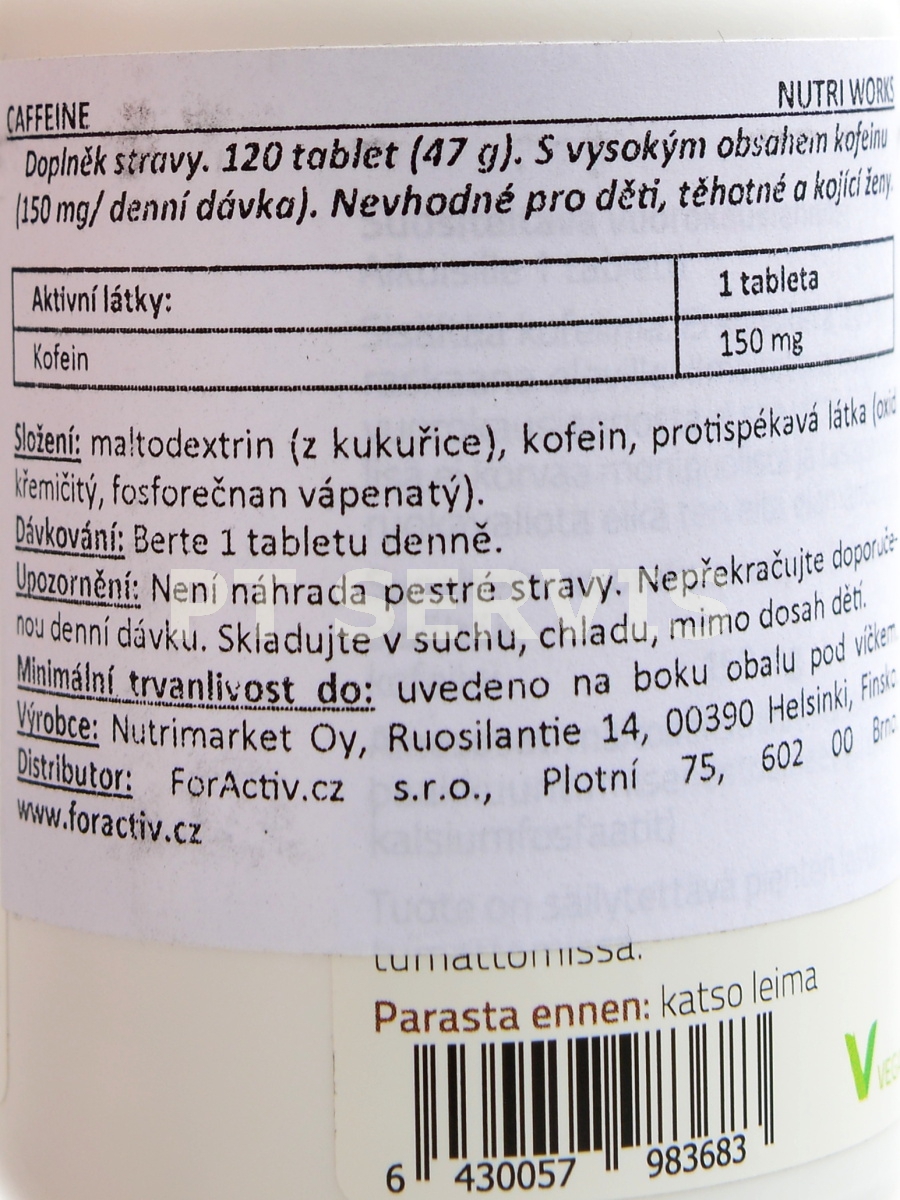 CAFFEINE NUTRI WORKS
Doplněk stravy. 120 tablet (47 g). S vysokým obsahem kofeinu
(150 mg/ denní dávka). Nevhodné pro děti, těhotné a kojící ženy.
Aktivní látky: 1 tableta
Kofein 150 mg
Složení: maltodextrin (z kukuřice), kofein, protispékavá látka (oxid
křemičitý, fosforečnan vápenatý).
Dávkování: Berte 1 tabletu denně.
Upozornění: Není náhrada pestré stravy. Nepřekračujte doporuče-
nou denní dávku. Skladujte v suchu, chladu, mimo dosah dětí.
Minimální trvanlivost do: uvedeno na boku obalu pod víčkem.
Výrobce: Nutrimarket Oy, Ruosilantie 14, 00390 Helsinki, Finsko.
Distributor: ForActiv.cz s.r.o., Plotní 75, 602 00 Brno.
www.foractiv.cz
PT SERVIS
kalsiumfosfaatit)
Tuote on säilytettävä pienten
Parasta ennen: katso leima
6 430057 983683